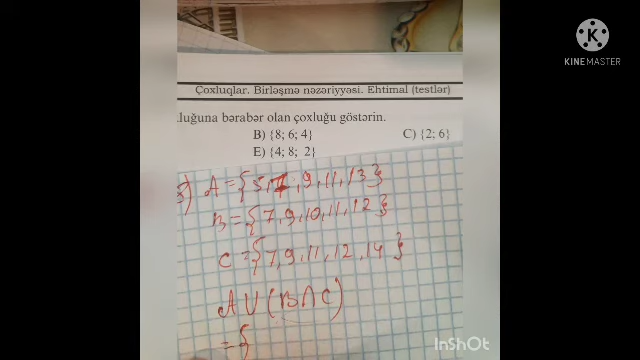 K
KINEMASTER
Çoxluqlar. Birləşmə nəzəriyyəsi. Ehtimal (testlər)
luğuna bərabər olan çoxluğu göstərin.
B) {8; 6; 4}
C) {2; 6}
E) {4; 8; 2}
A={5,7,9,11,13}
B={7,9,10,11,12}
C={7,9,11,12,14}
A∪(B∩C)
={
InShOt